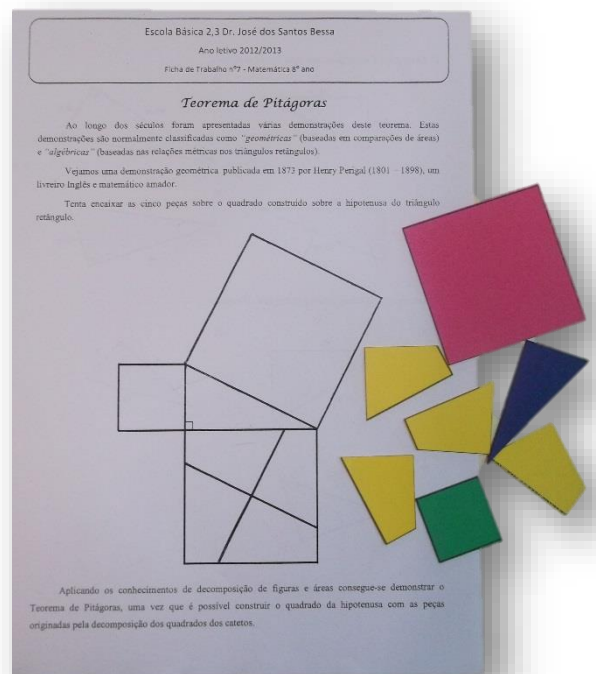 Escola Básica 2,3 Dr. José dos Santos Bessa
Ano letivo 2012/2013
Ficha de Trabalho nº7 - Matemática 8º ano
Teorema de Pitágoras
Ao longo dos séculos foram apresentadas várias demonstrações deste teorema. Estas
demonstrações são normalmente classificadas como "geométricas" (baseadas em comparações de áreas)
e "algébricas" (baseadas nas relações métricas nos triângulos retângulos).
Vejamos uma demonstração geométrica publicada em 1873 por Henry Perigal (1801 - 1898), um
livreiro Inglês e matemático amador.
Tenta encaixar as cinco peças sobre o quadrado construído sobre a hipotenusa do triângulo
retângulo.
Aplicando os conhecimentos de decomposição de figuras e áreas consegue-se demonstrar o
Teorema de Pitágoras, uma vez que é possível construir o quadrado da hipotenusa com as peças
originadas pela decomposição dos quadrados dos catetos.